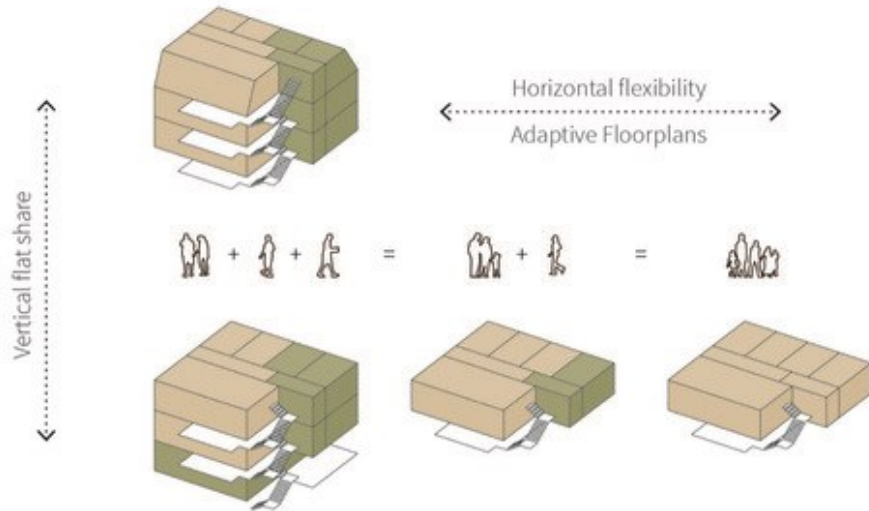 Horizontal flexibility
Adaptive Floorplans
Vertical flat share
+ + = + =